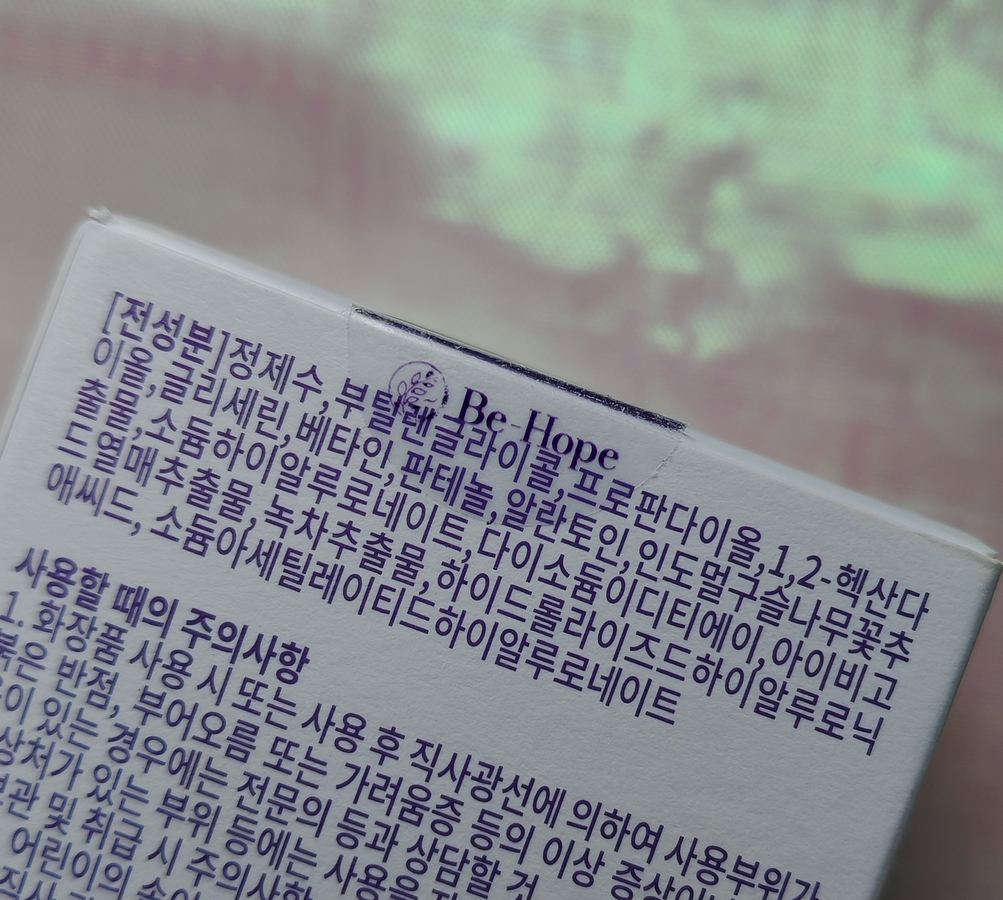 Be-Hope
[전성분]정제수,부틸렌글라이콜,프로판다이올,1,2-헥산다
이올,글리세린,베타인,판테놀,알란토인,인도멀구슬나무꽃추
출물,소듐하이알루로네이트,다이소듐이디티에이,아이비고
드열매추출물,녹차추출물,하이드롤라이즈드하이알루로닉
애씨드, 소듐아세틸레이티드하이알루로네이트
사용할 때의 주의사항
1. 화장품 사용 시 또는 사용 후 직사광선에 의하여 사용부위가
붉은 반점, 부어오름 또는 가려움증 등의 이상
있는 경우에는 전문의 등과 상담할 것
상처가 있는 부위 등에는 사용을
및 취급 시 주의사항
어린이의